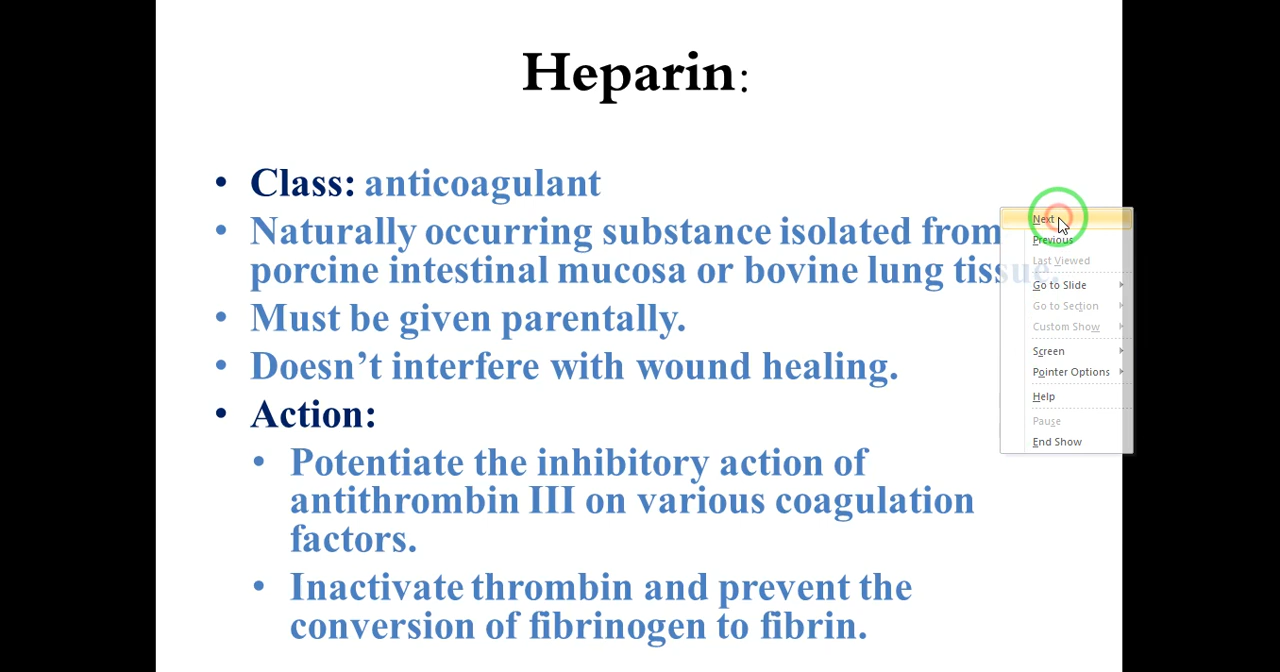 Heparin:
• Class: anticoagulant
• Naturally occurring substance isolated from
porcine intestinal mucosa or bovine lung tissue.
• Must be given parentally.
• Doesn't interfere with wound healing.
• Action:
• Potentiate the inhibitory action of
antithrombin III on various coagulation
factors.
• Inactivate thrombin and prevent the
conversion of fibrinogen to fibrin.
Next
Previous
Last Viewed
Go to Slide
Go to Section
Custom Show
Screen
Pointer Options
Help
Pause
End Show